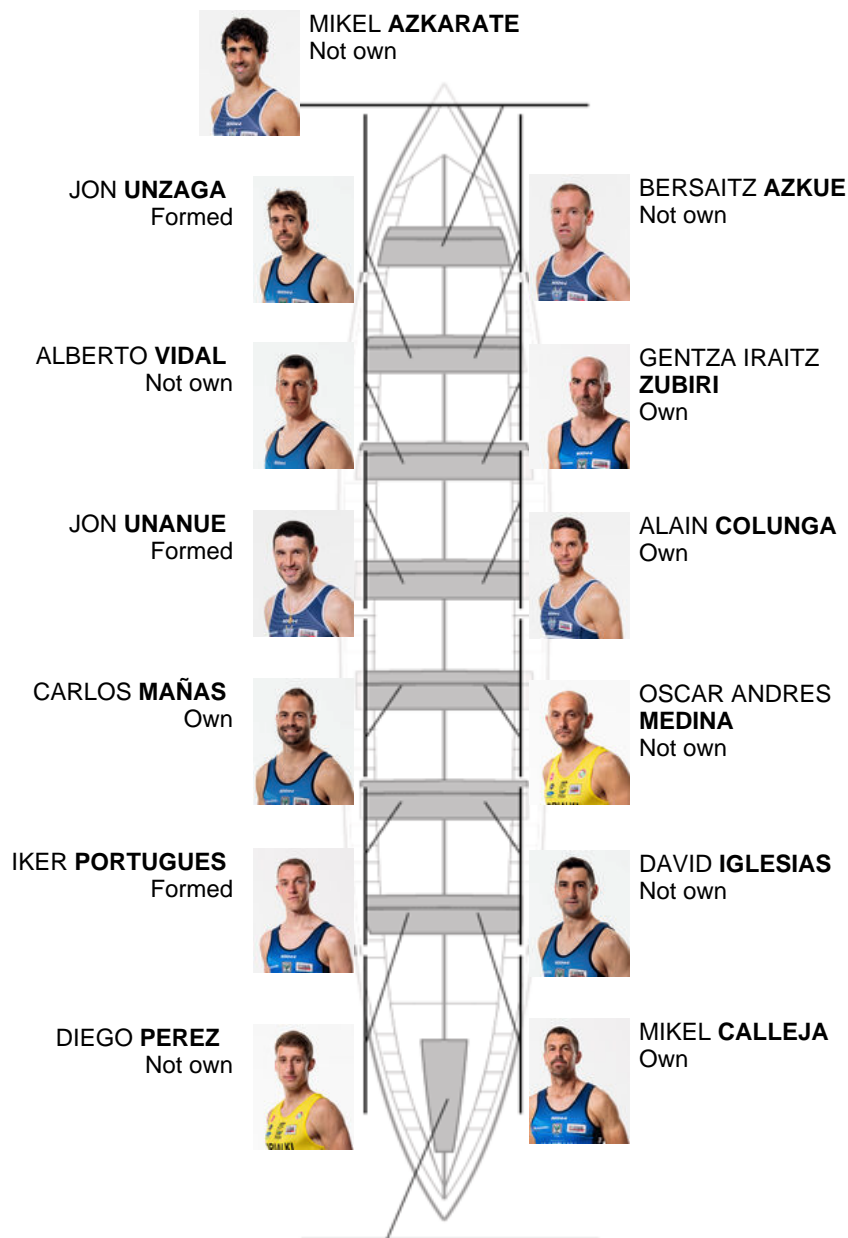 MIKEL AZKARATE
Not own
JON UNZAGA
Formed
BERSAITZ AZKUE
Not own
ALBERTO VIDAL
Not own
GENTZA IRAITZ
ZUBIRI
Own
JON UNANUE
Formed
ALAIN COLUNGA
Own
CARLOS MAÑAS
Own
OSCAR ANDRES
MEDINA
Not own
IKER PORTUGUES
Formed
DAVID IGLESIAS
Not own
DIEGO PEREZ
Not own
MIKEL CALLEJA
Own